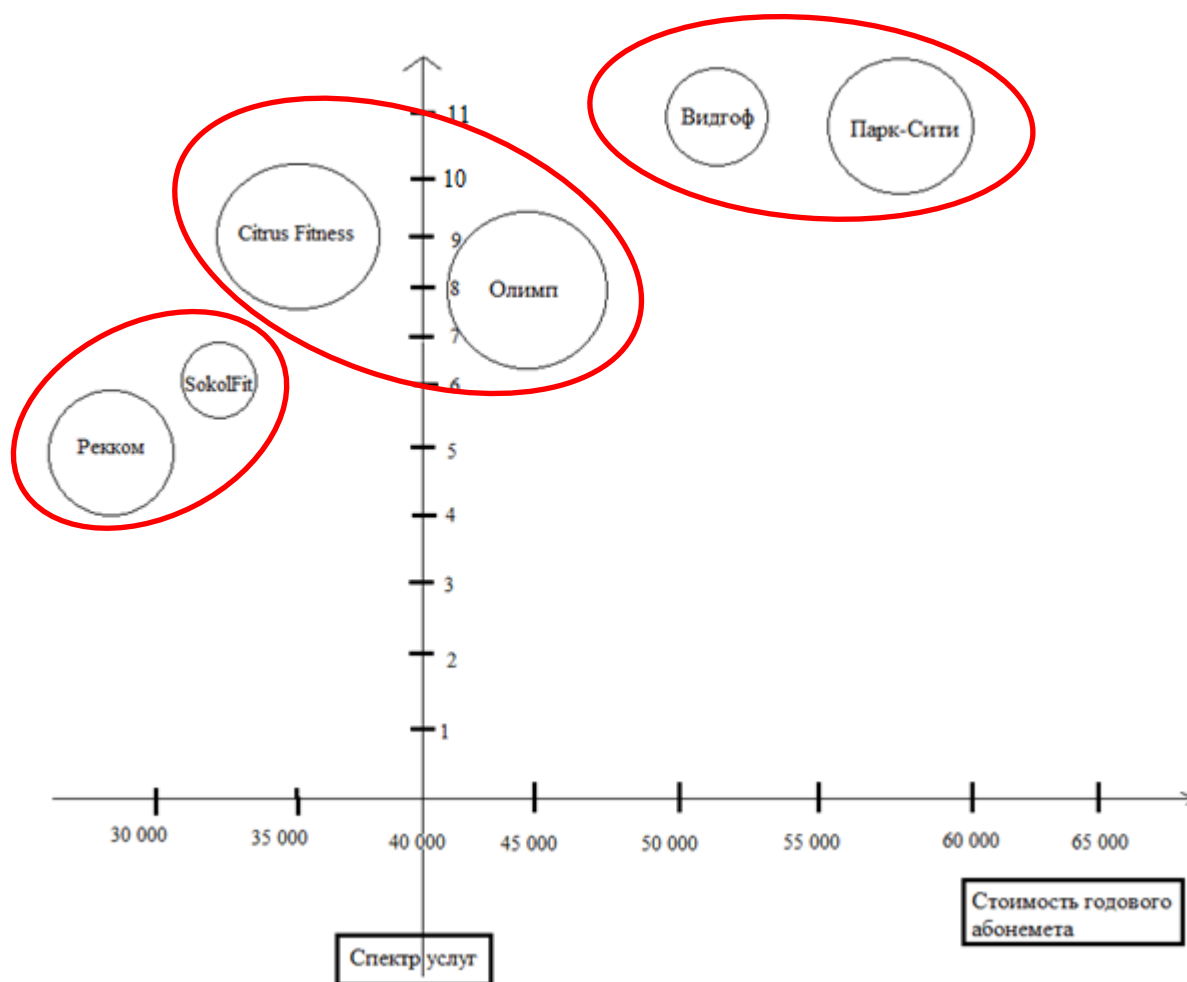 11
Видгоф
Парк-Сити
10
Citrus Fitness
9
8
Олимп
7
6
SokolFit
Рекком
5
4
3
2
1
30 000
35 000
40 000
45 000
50 000
55 000
60 000
65 000
Стоимость годового
абонемета
Спектр услуг